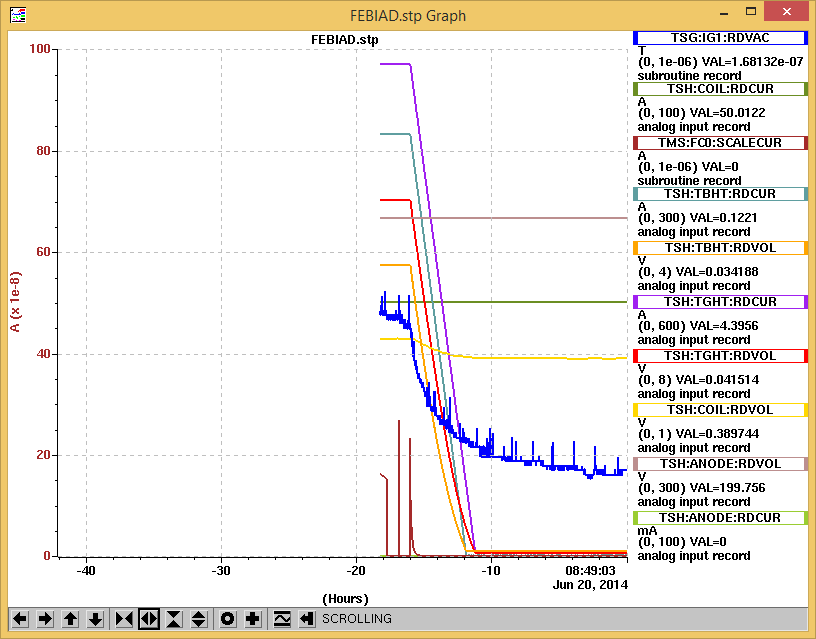 FEBIAD.stp Graph
FEBIAD.stp
100
80
60
40
20
0
A (x 1e-8)
-40
-30
-20
-10
08:49:03
Jun 20, 2014
(Hours)
TSG:IG1:RDVAC
T
(0, 1e-06) VAL=1.68132e-07
subroutine record
TSH:COIL:RDCUR
A
(0, 100) VAL=50.0122
analog input record
TMS:FC0:SCALECUR
A
(0, 1e-06) VAL=0
subroutine record
TSH:TBHT:RDCUR
A
(0, 300) VAL=0.1221
analog input record
TSH:TBHT:RDVOL
V
(0, 4) VAL=0.034188
analog input record
TSH:TGHT:RDCUR
A
(0, 600) VAL=4.3956
analog input record
TSH:TGHT:RDVOL
V
(0, 8) VAL=0.041514
analog input record
TSH:COIL:RDVOL
V
(0, 1) VAL=0.389744
analog input record
TSH:ANODE:RDVOL
V
(0, 300) VAL=199.756
analog input record
TSH:ANODE:RDCUR
mA
(0, 100) VAL=0
analog input record
SCROLLING